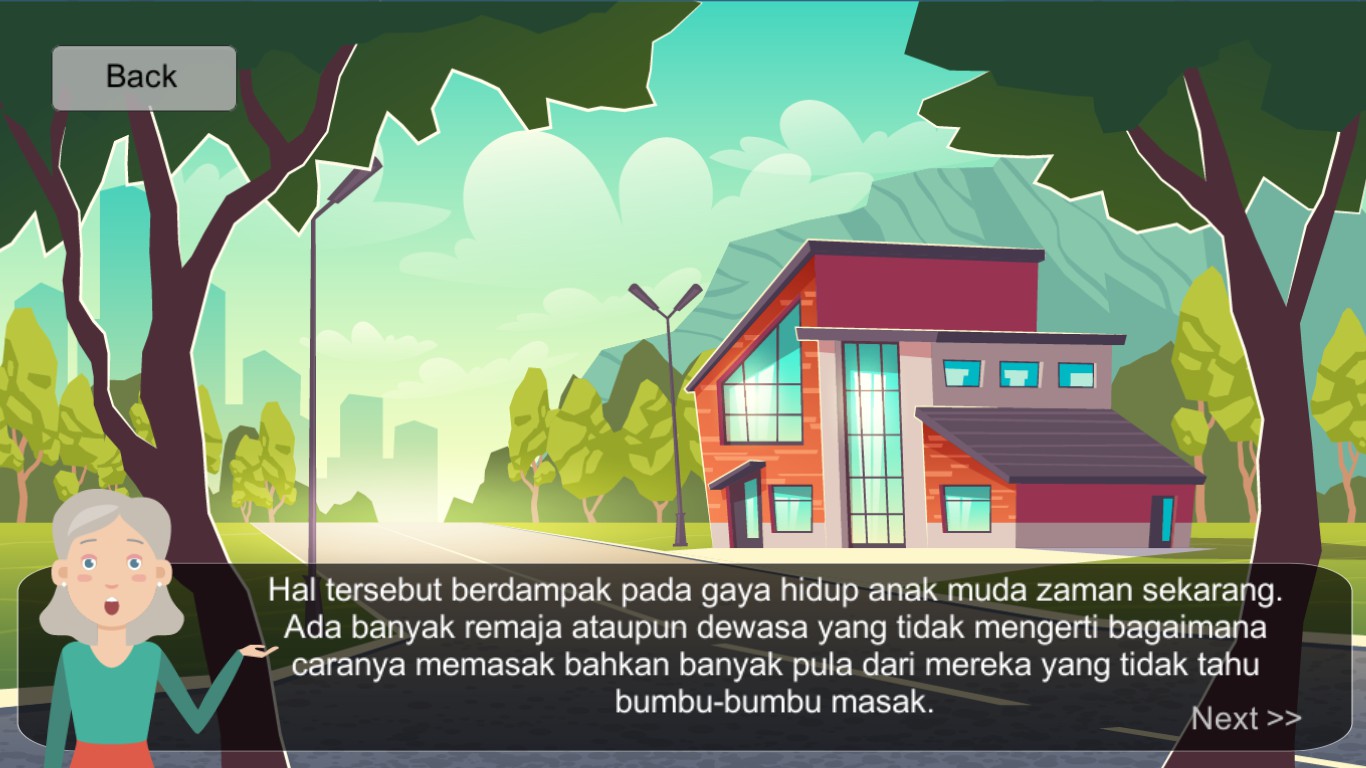 Back
Hal tersebut berdampak pada gaya hidup anak muda zaman sekarang.
Ada banyak remaja ataupun dewasa yang tidak mengerti bagaimana
caranya memasak bahkan banyak pula dari mereka yang tidak tahu
bumbu-bumbu masak.
Next >>